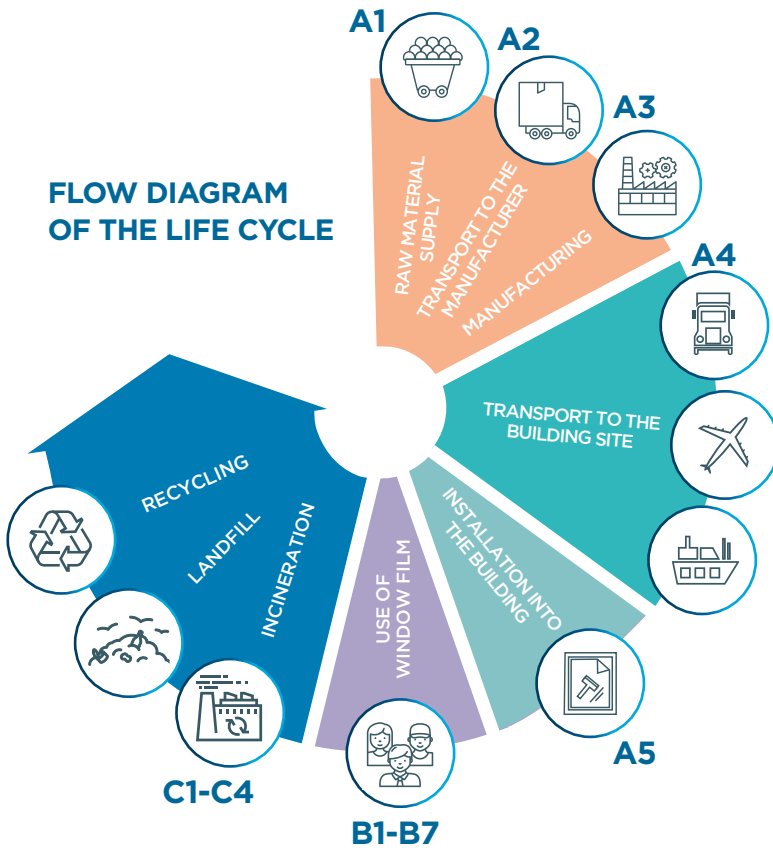 FLOW DIAGRAM
OF THE LIFE CYCLE
A1
A2
A3
RAW MATERIAL
SUPPLY
TRANSPORT TO THE
MANUFACTURER
MANUFACTURING
A4
TRANSPORT TO THE
BUILDING SITE
INSTALLATION INTO
THE BUILDING
A5
USE OF
WINDOW FILM
B1-B7
INCINERATION
LANDFILL
RECYCLING
C1-C4